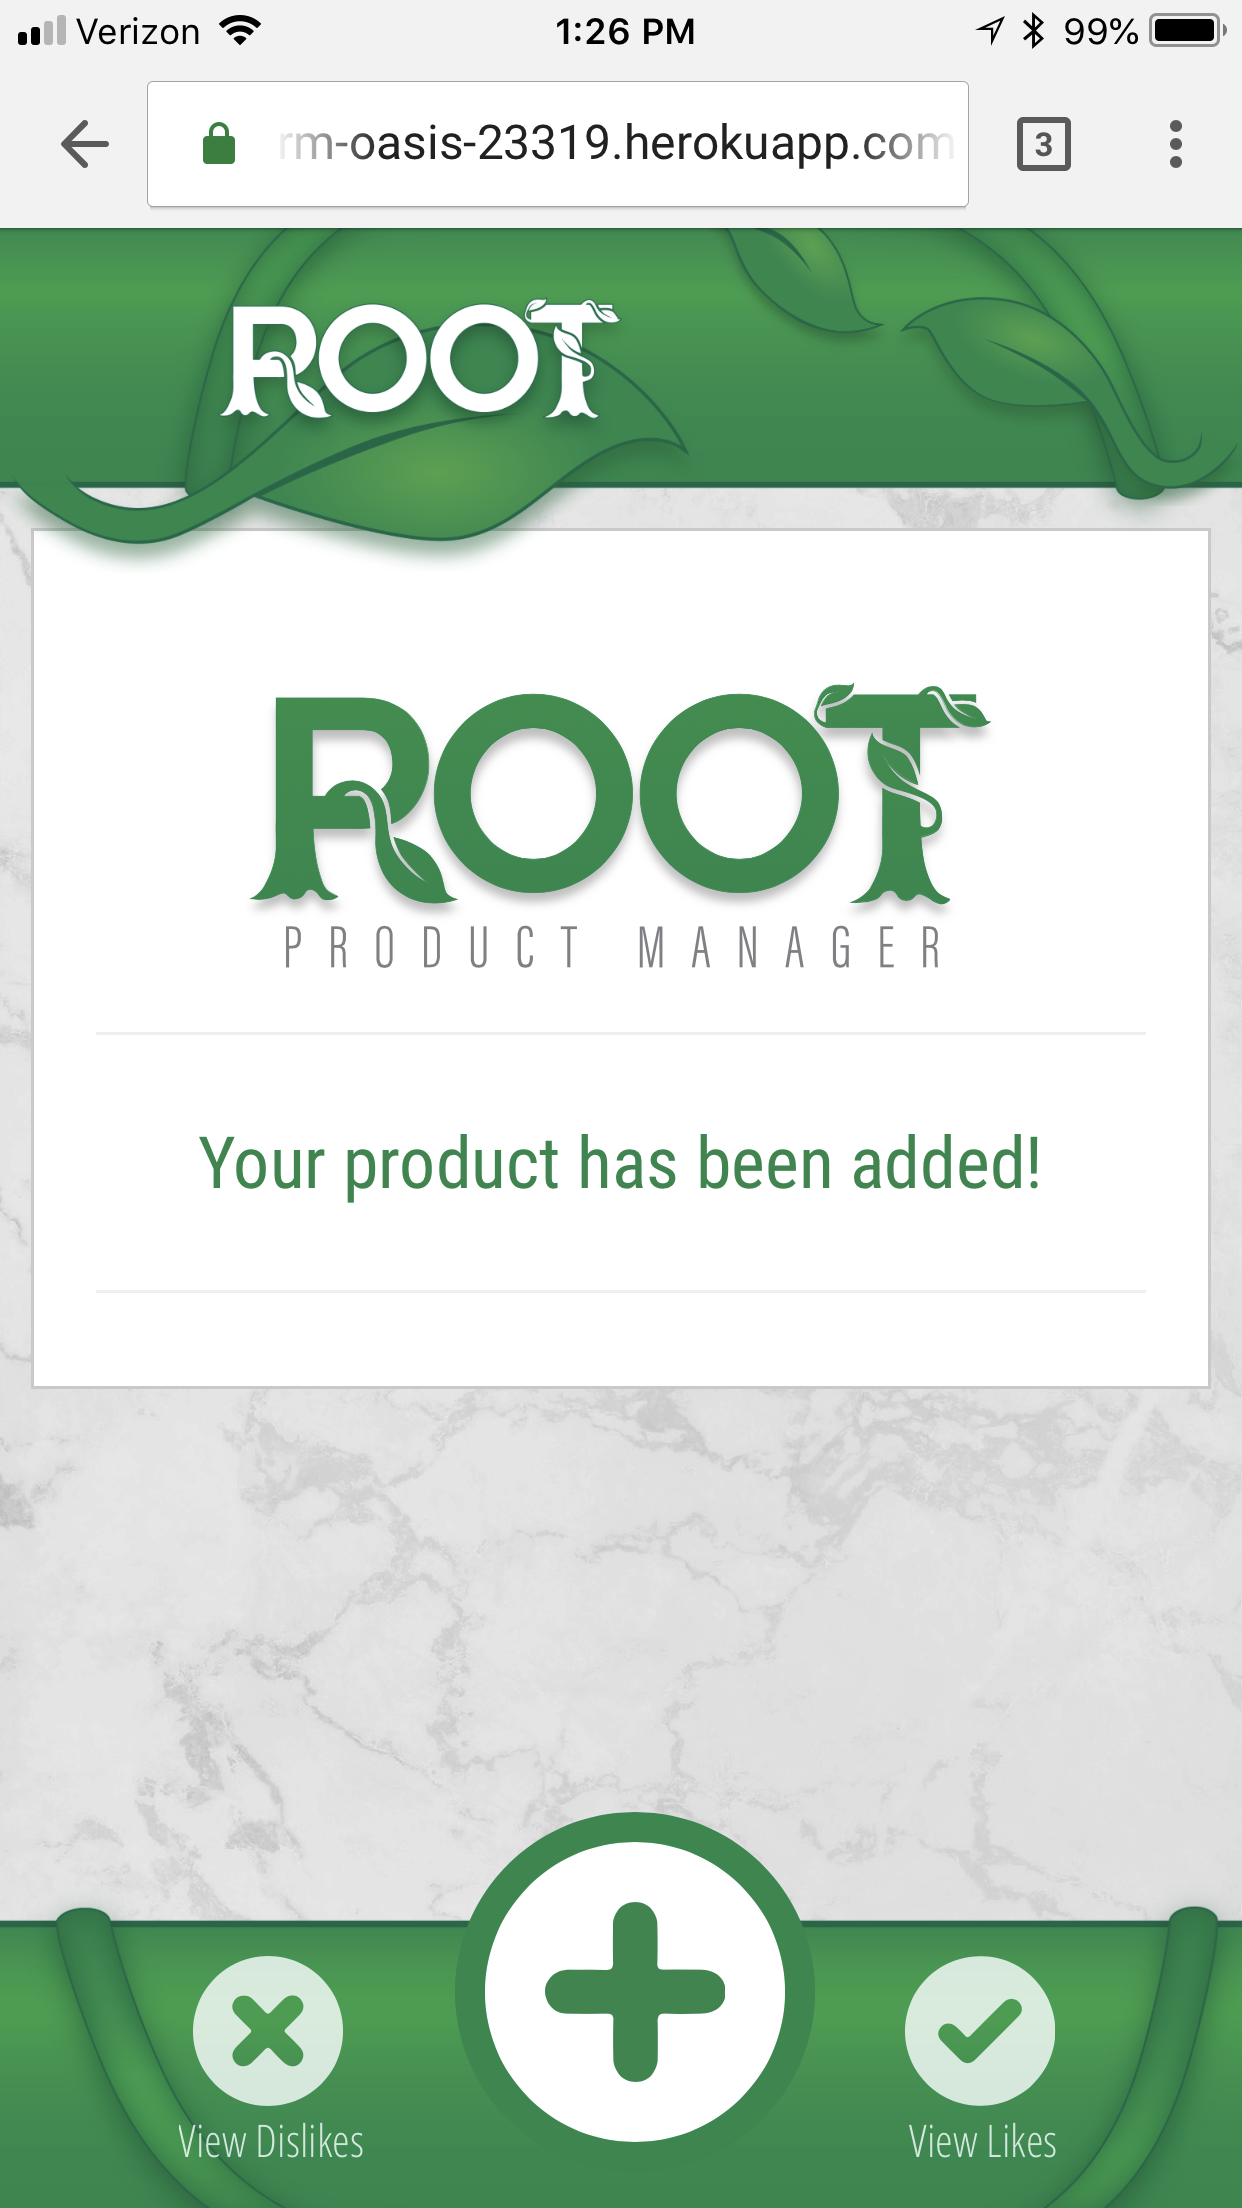 Verizon 1:26 PM 99%
rm-oasis-23319.herokuapp.com 3
ROOT
ROOT
PRODUCT MANAGER
Your product has been added!
View Dislikes View Likes